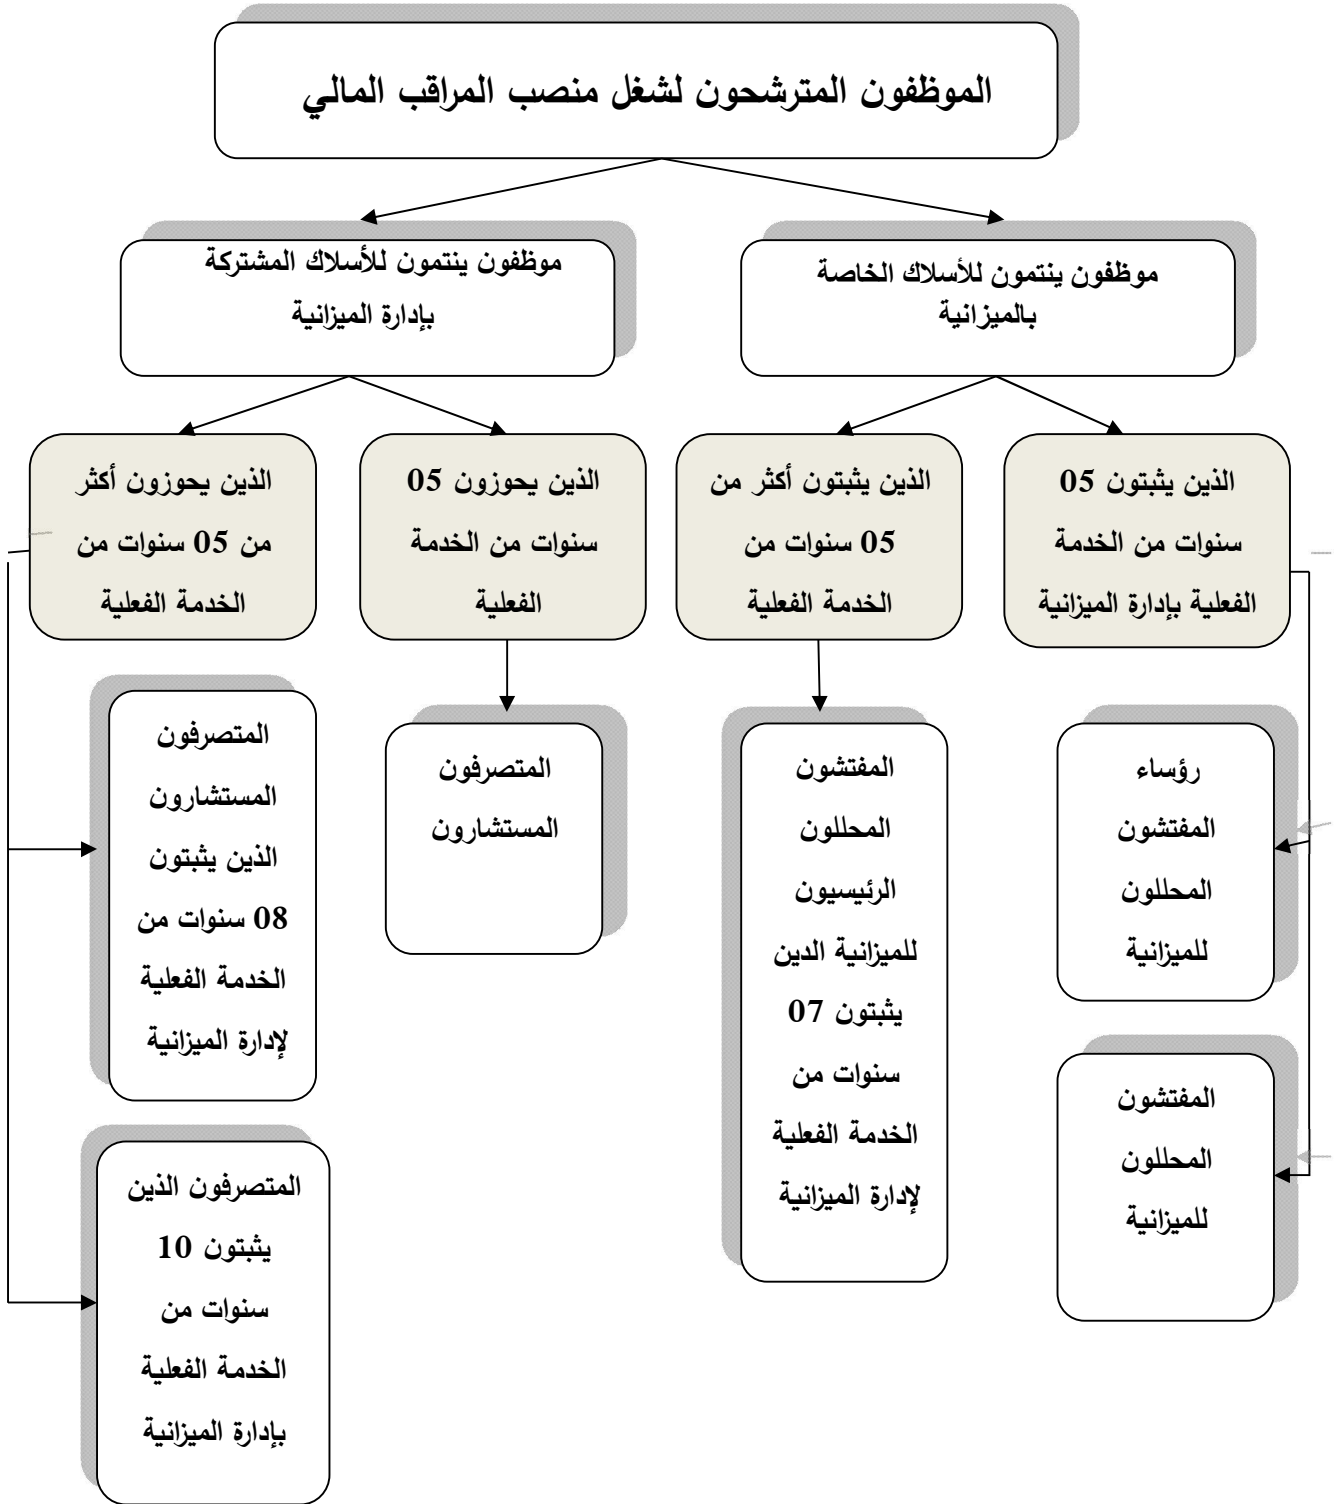 الموظفون المترشحون لشغل منصب المراقب المالي
موظفون ينتمون للأسلاك الخاصة
بالميزانية
موظفون ينتمون للأسلاك المشتركة
بإدارة الميزانية
الذين يثبتون 05
سنوات من الخدمة
الفعلية بإدارة الميزانية
الذين يثبتون أكثر من
05 سنوات من
الخدمة الفعلية
الذين يحوزون 05
سنوات من الخدمة
الفعلية
الذين يحوزون أكثر
من 05 سنوات من
الخدمة الفعلية
رؤساء
المفتشون
المحللون
للميزانية
المفتشون
المحللون
للميزانية
المفتشون
المحللون
الرئيسيون
للميزانية الدين
يثبتون 07
سنوات من
الخدمة الفعلية
لإدارة الميزانية
المتصرفون
المستشارون
المتصرفون
المستشارون
الذين يثبتون
08 سنوات من
الخدمة الفعلية
لإدارة الميزانية
المتصرفون الذين
يثبتون 10
سنوات من
الخدمة الفعلية
بإدارة الميزانية